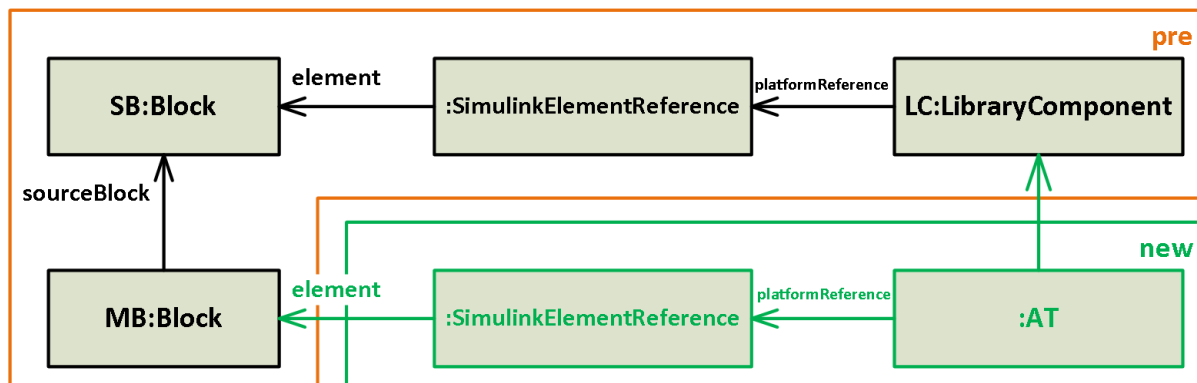 pre
element
platformReference
SB:Block
:SimulinkElementReference
LC:LibraryComponent
sourceBlock
new
element
platformReference
MB:Block
:SimulinkElementReference
:AT